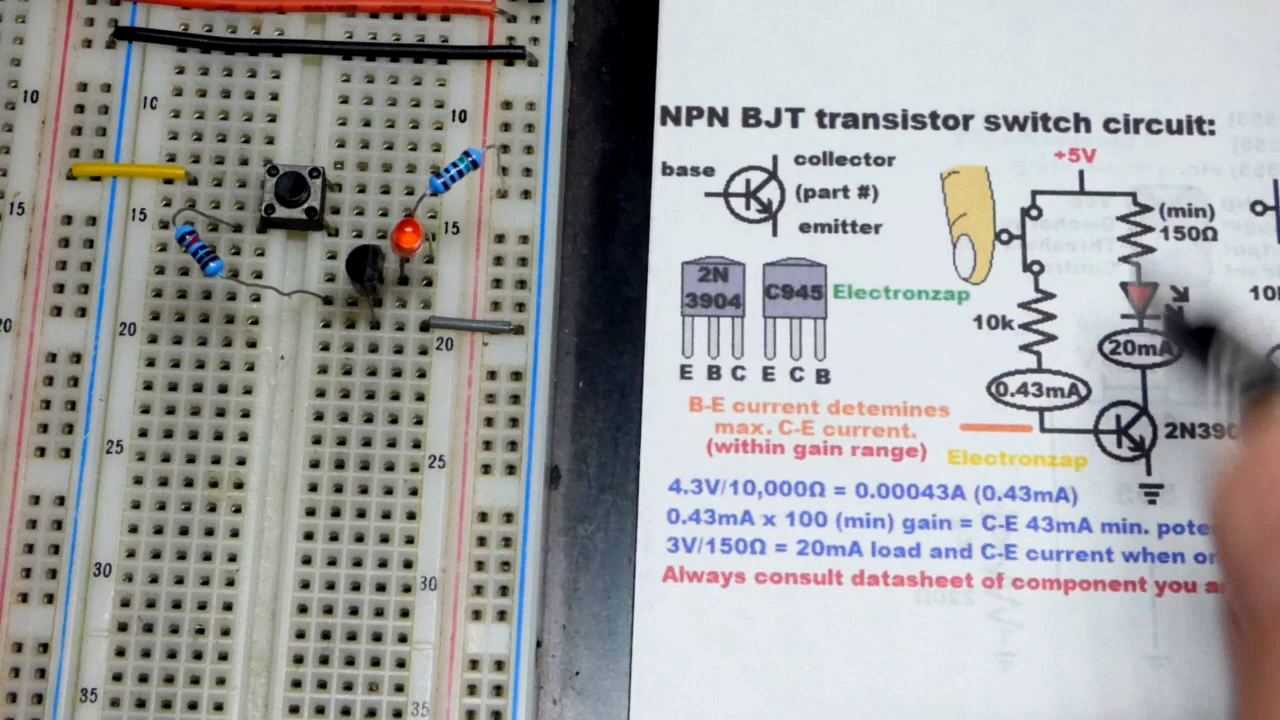 10
10
10
15
15
15
20
20
20
25
25
30
30
35
35
NPN BJT transistor switch circuit:
base
collector
(part #)
emitter
2N
3904
C945
Electronzap
E B C E C B
+5V
(min)
150Ω
10k
20mA
0.43mA
2N390
B-E current detemines
max. C-E current.
(within gain range)
Electronzap
4.3V/10,000Ω = 0.00043A (0.43mA)
0.43mA x 100 (min) gain = C-E 43mA min.
3V/150Ω = 20mA load and C-E current when
Always consult datasheet of component you